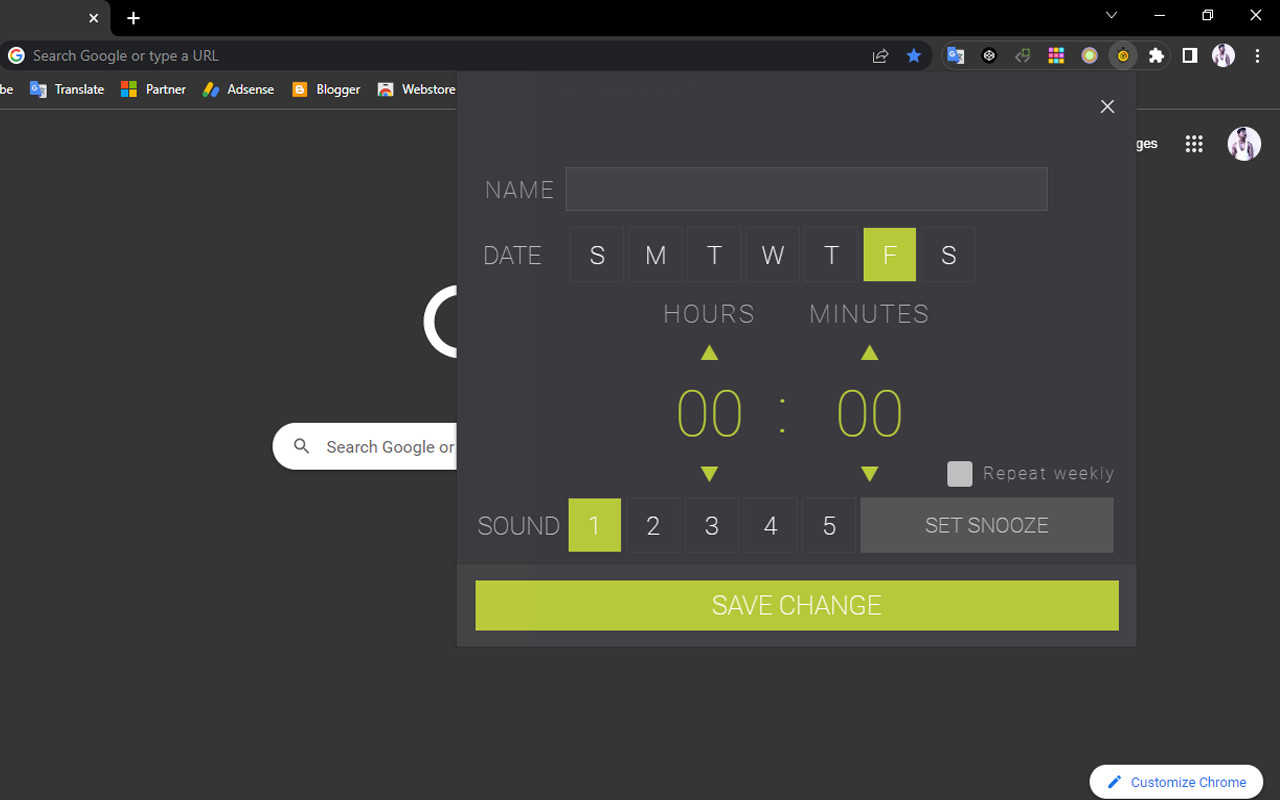 Search Google or type a URL
be Translate Partner Adsense Blogger Webstore
ges
NAME
DATE S M T W T F S
HOURS MINUTES
00 : 00
Search Google or
Repeat weekly
SOUND 1 2 3 4 5 SET SNOOZE
SAVE CHANGE
Customize Chrome